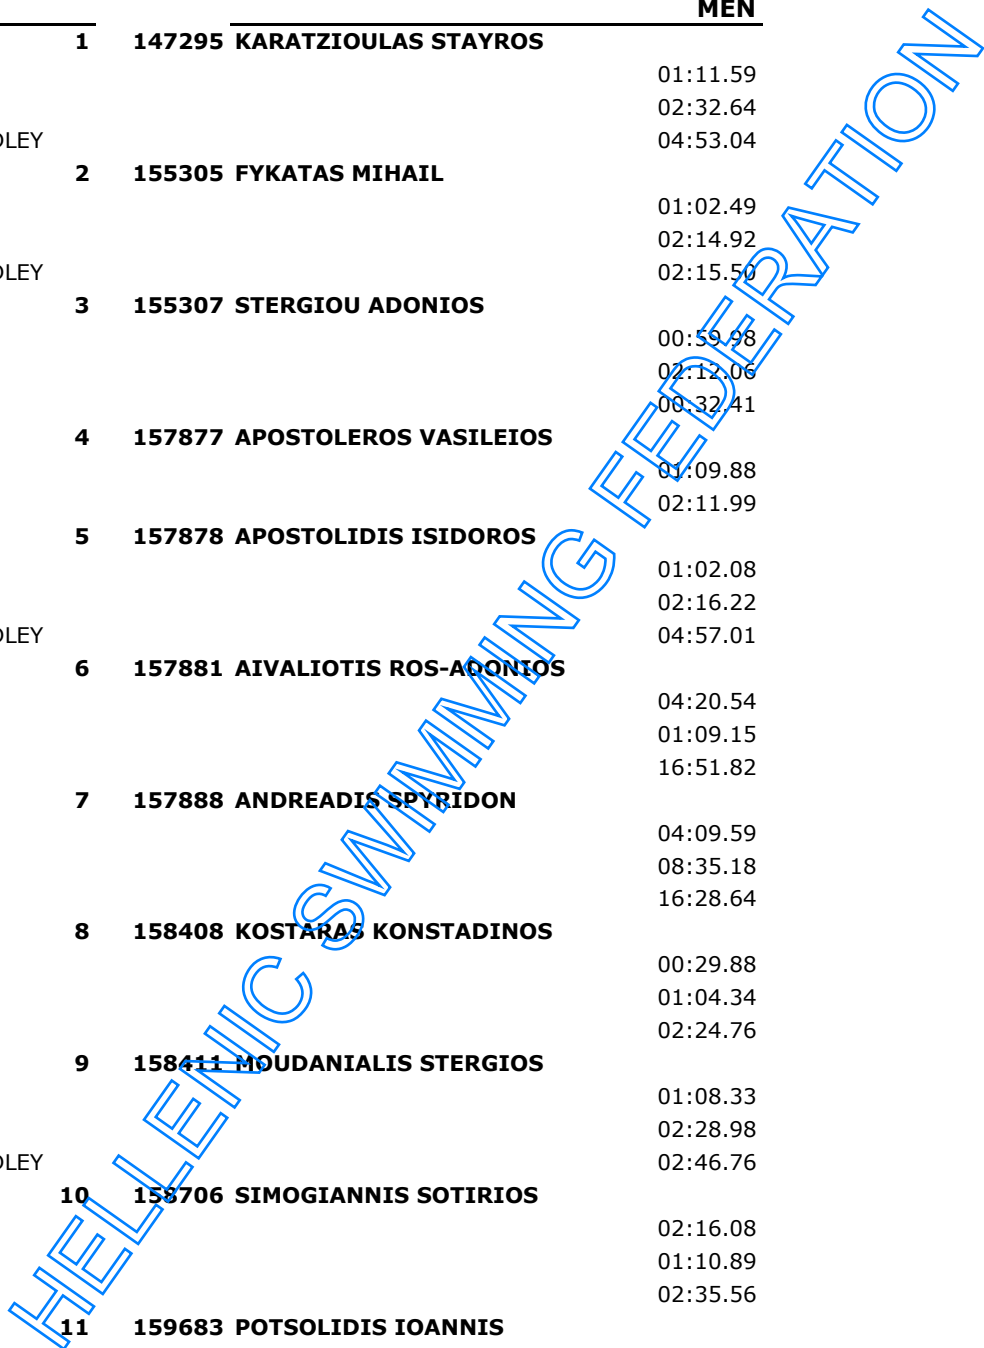 MEN
1 147295 KARATZIOULAS STAYROS
01:11.59
02:32.64
DLEY 04:53.04
2 155305 FYKATAS MIHAIL
01:02.49
02:14.92
DLEY 02:15.50
3 155307 STERGIOU ADONIOS
00:59.98
02:12.06
00:32.41
4 157877 APOSTOLEROS VASILEIOS
01:09.88
02:11.99
5 157878 APOSTOLIDIS ISIDOROS
01:02.08
02:16.22
DLEY 04:57.01
6 157881 AIVALIOTIS ROS-ADONIOS
04:20.54
01:09.15
16:51.82
7 157888 ANDREADIS SPYRIDON
04:09.59
08:35.18
16:28.64
8 158408 KOSTARAS KONSTADINOS
00:29.88
01:04.34
02:24.76
9 158411 MOUDANIALIS STERGIOS
01:08.33
02:28.98
DLEY 02:46.76
10 158706 SIMOGIANNIS SOTIRIOS
02:16.08
01:10.89
02:35.56
11 159683 POTSOLIDIS IOANNIS
HELLENIC SWIMMING FEDERATION